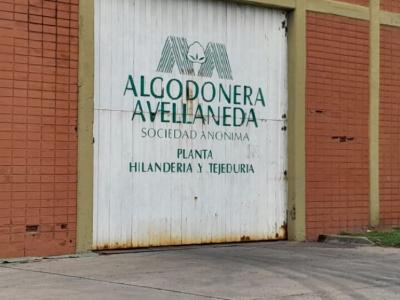 ALGODONERA
AVELLANEDA
SOCIEDAD ANONIMA
PLANTA
HILANDERIA Y TEJEDURIA